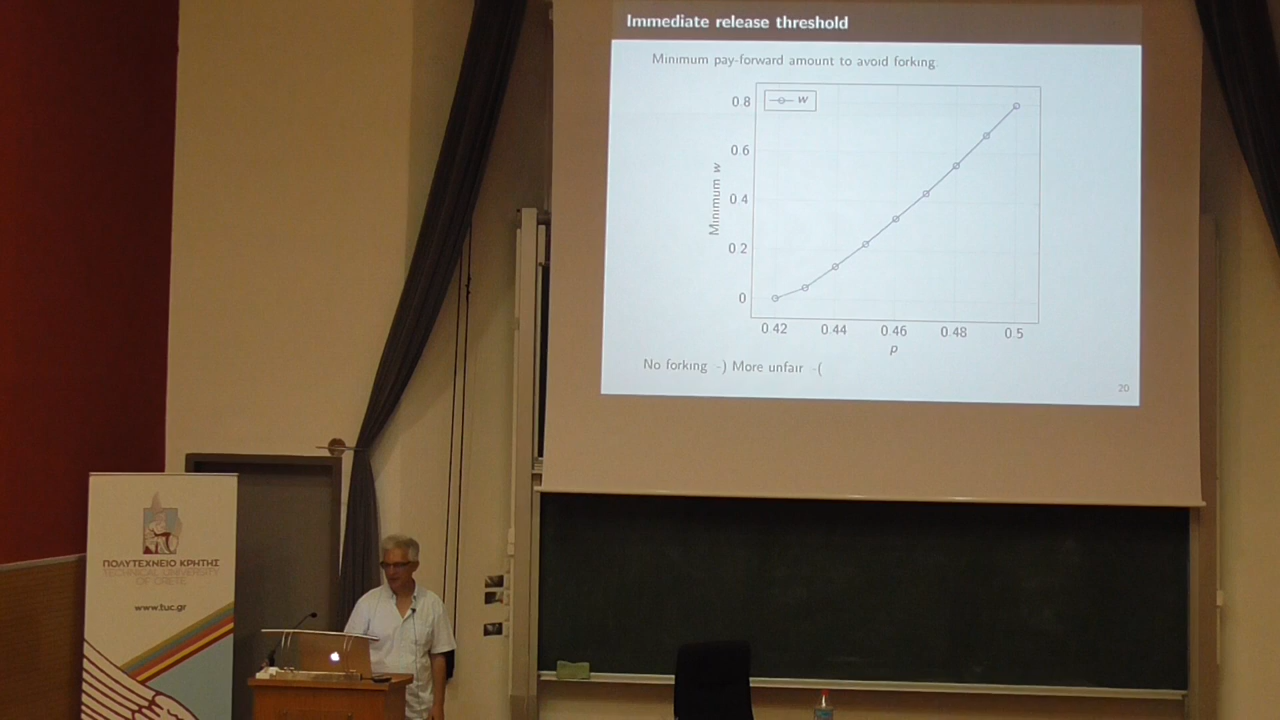 Immediate release threshold
Minimum pay-forward amount to avoid forking
w
0.8
0.6
0.4
0.2
0
Minimum w
0.42 0.44 0.46 0.48 0.5
p
No forking :-) More unfair :-(
20
ΠΟΛΥΤΕΧΝΕΙΟ ΚΡΗΤΗΣ
TECHNICAL UNIVERSITY
OF CRETE
www.tuc.gr